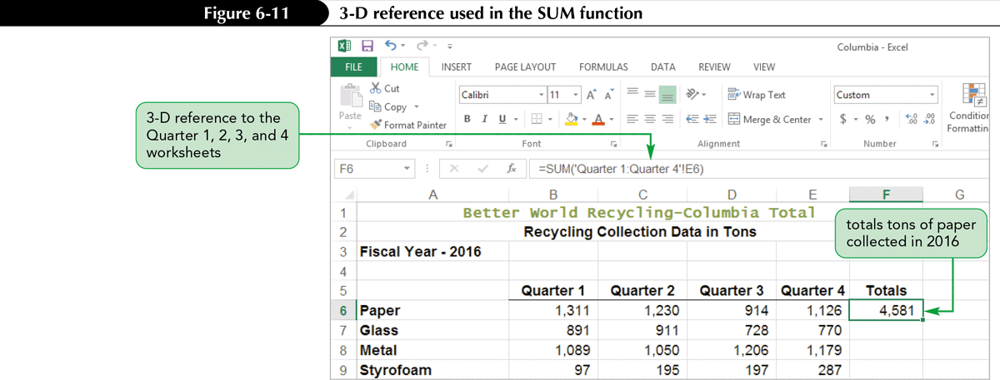 Figure 6-11 3-D reference used in the SUM function
Columbia - Excel
FILE HOME INSERT PAGE LAYOUT FORMULAS DATA REVIEW VIEW
Cut
Copy
Format Painter
Paste
Clipboard
Calibri 11 A A
B I U A
Font
Wrap Text
Merge & Center
Alignment
Custom
$ % , .0 .00 .00 .0
Number
Condition
Formattin
3-D reference to the
Quarter 1, 2, 3, and 4
worksheets
F6 fx =SUM('Quarter 1:Quarter 4'!E6)
A B C D E F G
1 Better World Recycling-Columbia Total
2 Recycling Collection Data in Tons
3 Fiscal Year - 2016
4
5 Quarter 1 Quarter 2 Quarter 3 Quarter 4 Totals
6 Paper 1,311 1,230 914 1,126 4,581
7 Glass 891 911 728 770
8 Metal 1,089 1,050 1,206 1,179
9 Styrofoam 97 195 197 287
totals tons of paper
collected in 2016